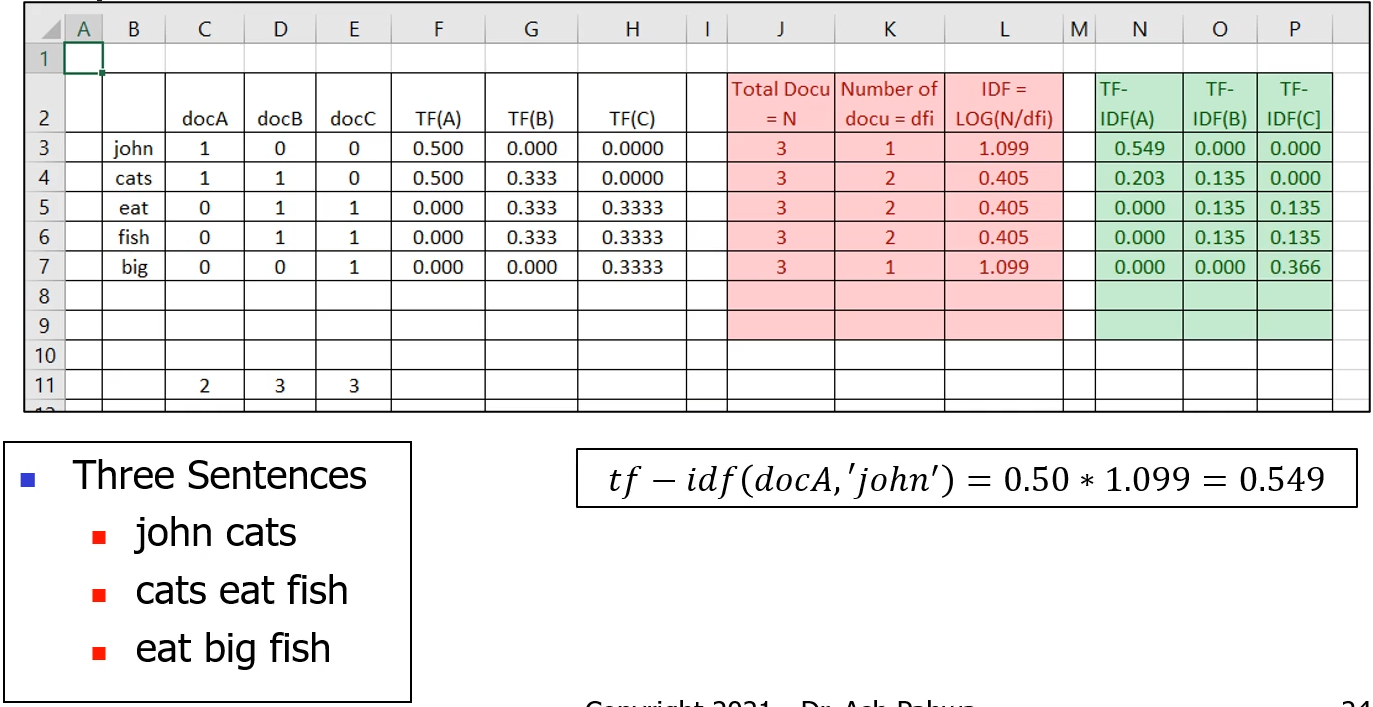 A B C D E F G H I J K L M N O P
1
2 docA docB docC TF(A) TF(B) TF(C) Total Docu = N Number of docu = dfi IDF = LOG(N/dfi) TF-IDF(A) TF-IDF(B) TF-IDF(C]
3 john 1 0 0 0.500 0.000 0.0000 3 1 1.099 0.549 0.000 0.000
4 cats 1 1 0 0.500 0.333 0.0000 3 2 0.405 0.203 0.135 0.000
5 eat 0 1 1 0.000 0.333 0.3333 3 2 0.405 0.000 0.135 0.135
6 fish 0 1 1 0.000 0.333 0.3333 3 2 0.405 0.000 0.135 0.135
7 big 0 0 1 0.000 0.000 0.3333 3 1 1.099 0.000 0.000 0.366
8
9
10
11 2 3 3
Three Sentences
john cats
cats eat fish
eat big fish
tf − idf(docA,′john′) = 0.50 ∗ 1.099 = 0.549
Copyright 2021 - Dr. Ash Pahwa 24